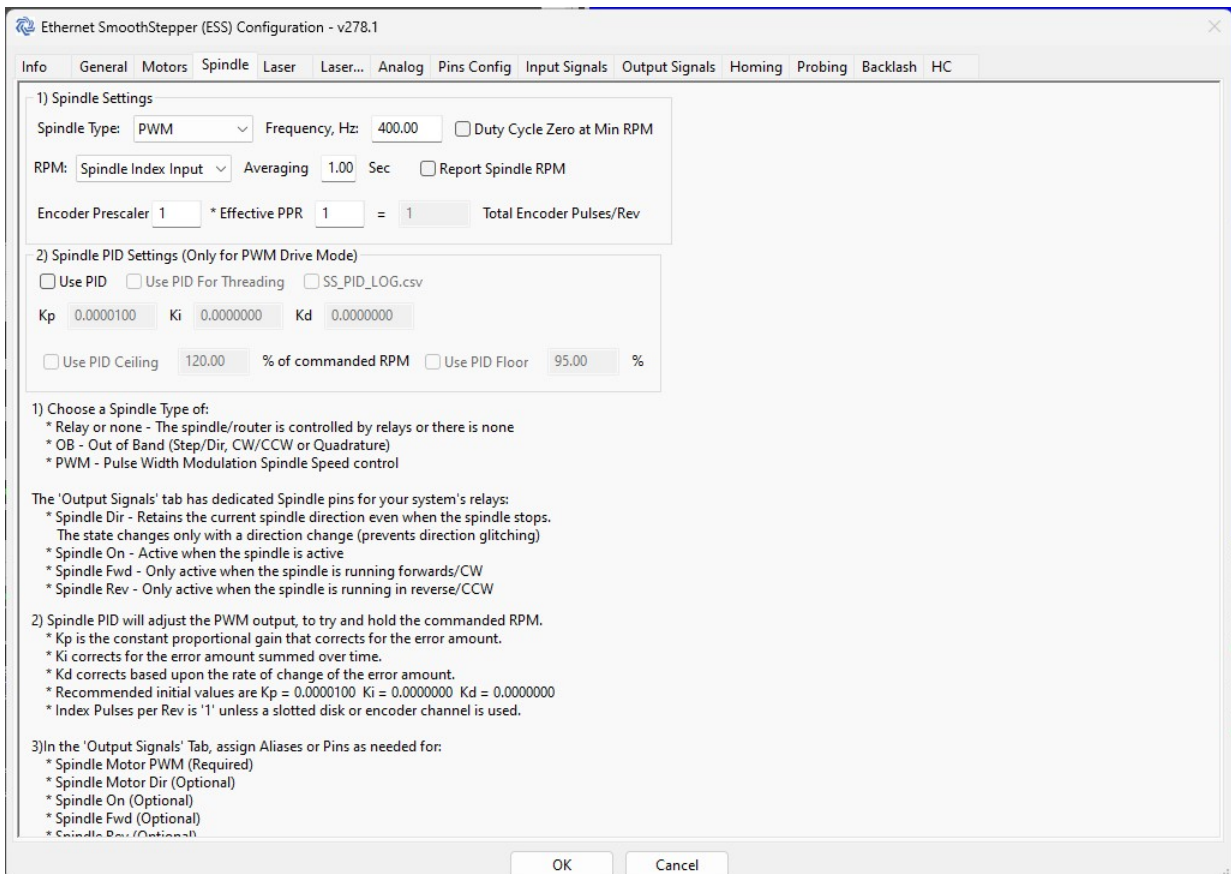 Ethernet SmoothStepper (ESS) Configuration - v278.1
Info General Motors Spindle Laser Laser... Analog Pins Config Input Signals Output Signals Homing Probing Backlash HC
1) Spindle Settings
Spindle Type: PWM Frequency, Hz: 400.00 Duty Cycle Zero at Min RPM
RPM: Spindle Index Input Averaging 1.00 Sec Report Spindle RPM
Encoder Prescaler 1 * Effective PPR 1 = 1 Total Encoder Pulses/Rev
2) Spindle PID Settings (Only for PWM Drive Mode)
Use PID Use PID For Threading SS_PID_LOG.csv
Kp 0.0000100 Ki 0.0000000 Kd 0.0000000
Use PID Ceiling 120.00 % of commanded RPM Use PID Floor 95.00 %
1) Choose a Spindle Type of:
* Relay or none - The spindle/router is controlled by relays or there is none
* OB - Out of Band (Step/Dir, CW/CCW or Quadrature)
* PWM - Pulse Width Modulation Spindle Speed control
The 'Output Signals' tab has dedicated Spindle pins for your system's relays:
* Spindle Dir - Retains the current spindle direction even when the spindle stops.
The state changes only with a direction change (prevents direction glitching)
* Spindle On - Active when the spindle is active
* Spindle Fwd - Only active when the spindle is running forwards/CW
* Spindle Rev - Only active when the spindle is running in reverse/CCW
2) Spindle PID will adjust the PWM output, to try and hold the commanded RPM.
* Kp is the constant proportional gain that corrects for the error amount.
* Ki corrects for the error amount summed over time.
* Kd corrects based upon the rate of change of the error amount.
* Recommended initial values are Kp = 0.0000100 Ki = 0.0000000 Kd = 0.0000000
* Index Pulses per Rev is '1' unless a slotted disk or encoder channel is used.
3)In the 'Output Signals' Tab, assign Aliases or Pins as needed for:
* Spindle Motor PWM (Required)
* Spindle Motor Dir (Optional)
* Spindle On (Optional)
* Spindle Fwd (Optional)
* Spindle Rev (Optional)
OK Cancel